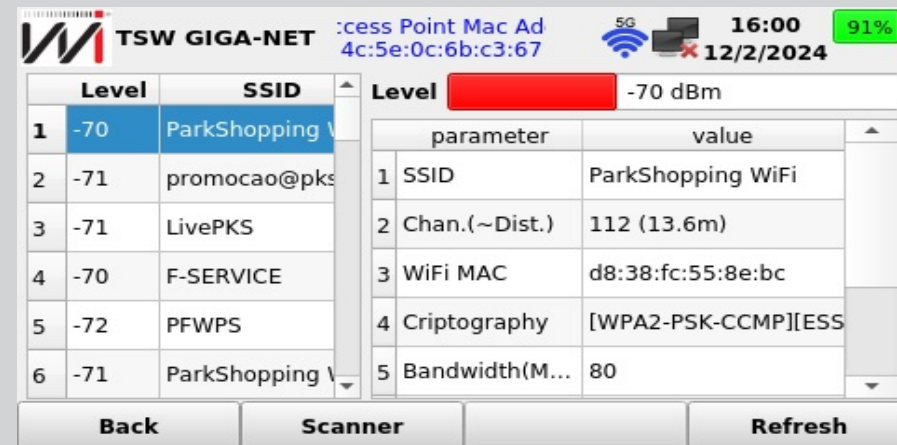 TSW GIGA-NET
:cess Point Mac Ad
4c:5e:0c:6b:c3:67
5G
16:00
12/2/2024
91%
Level SSID
1 -70 ParkShopping W
2 -71 promocao@pks
3 -71 LivePKS
4 -70 F-SERVICE
5 -72 PFWPS
6 -71 ParkShopping W
Level -70 dBm
parameter value
1 SSID ParkShopping WiFi
2 Chan.(~Dist.) 112 (13.6m)
3 WiFi MAC d8:38:fc:55:8e:bc
4 Criptography [WPA2-PSK-CCMP][ESS
5 Bandwidth(M... 80
Back Scanner Refresh